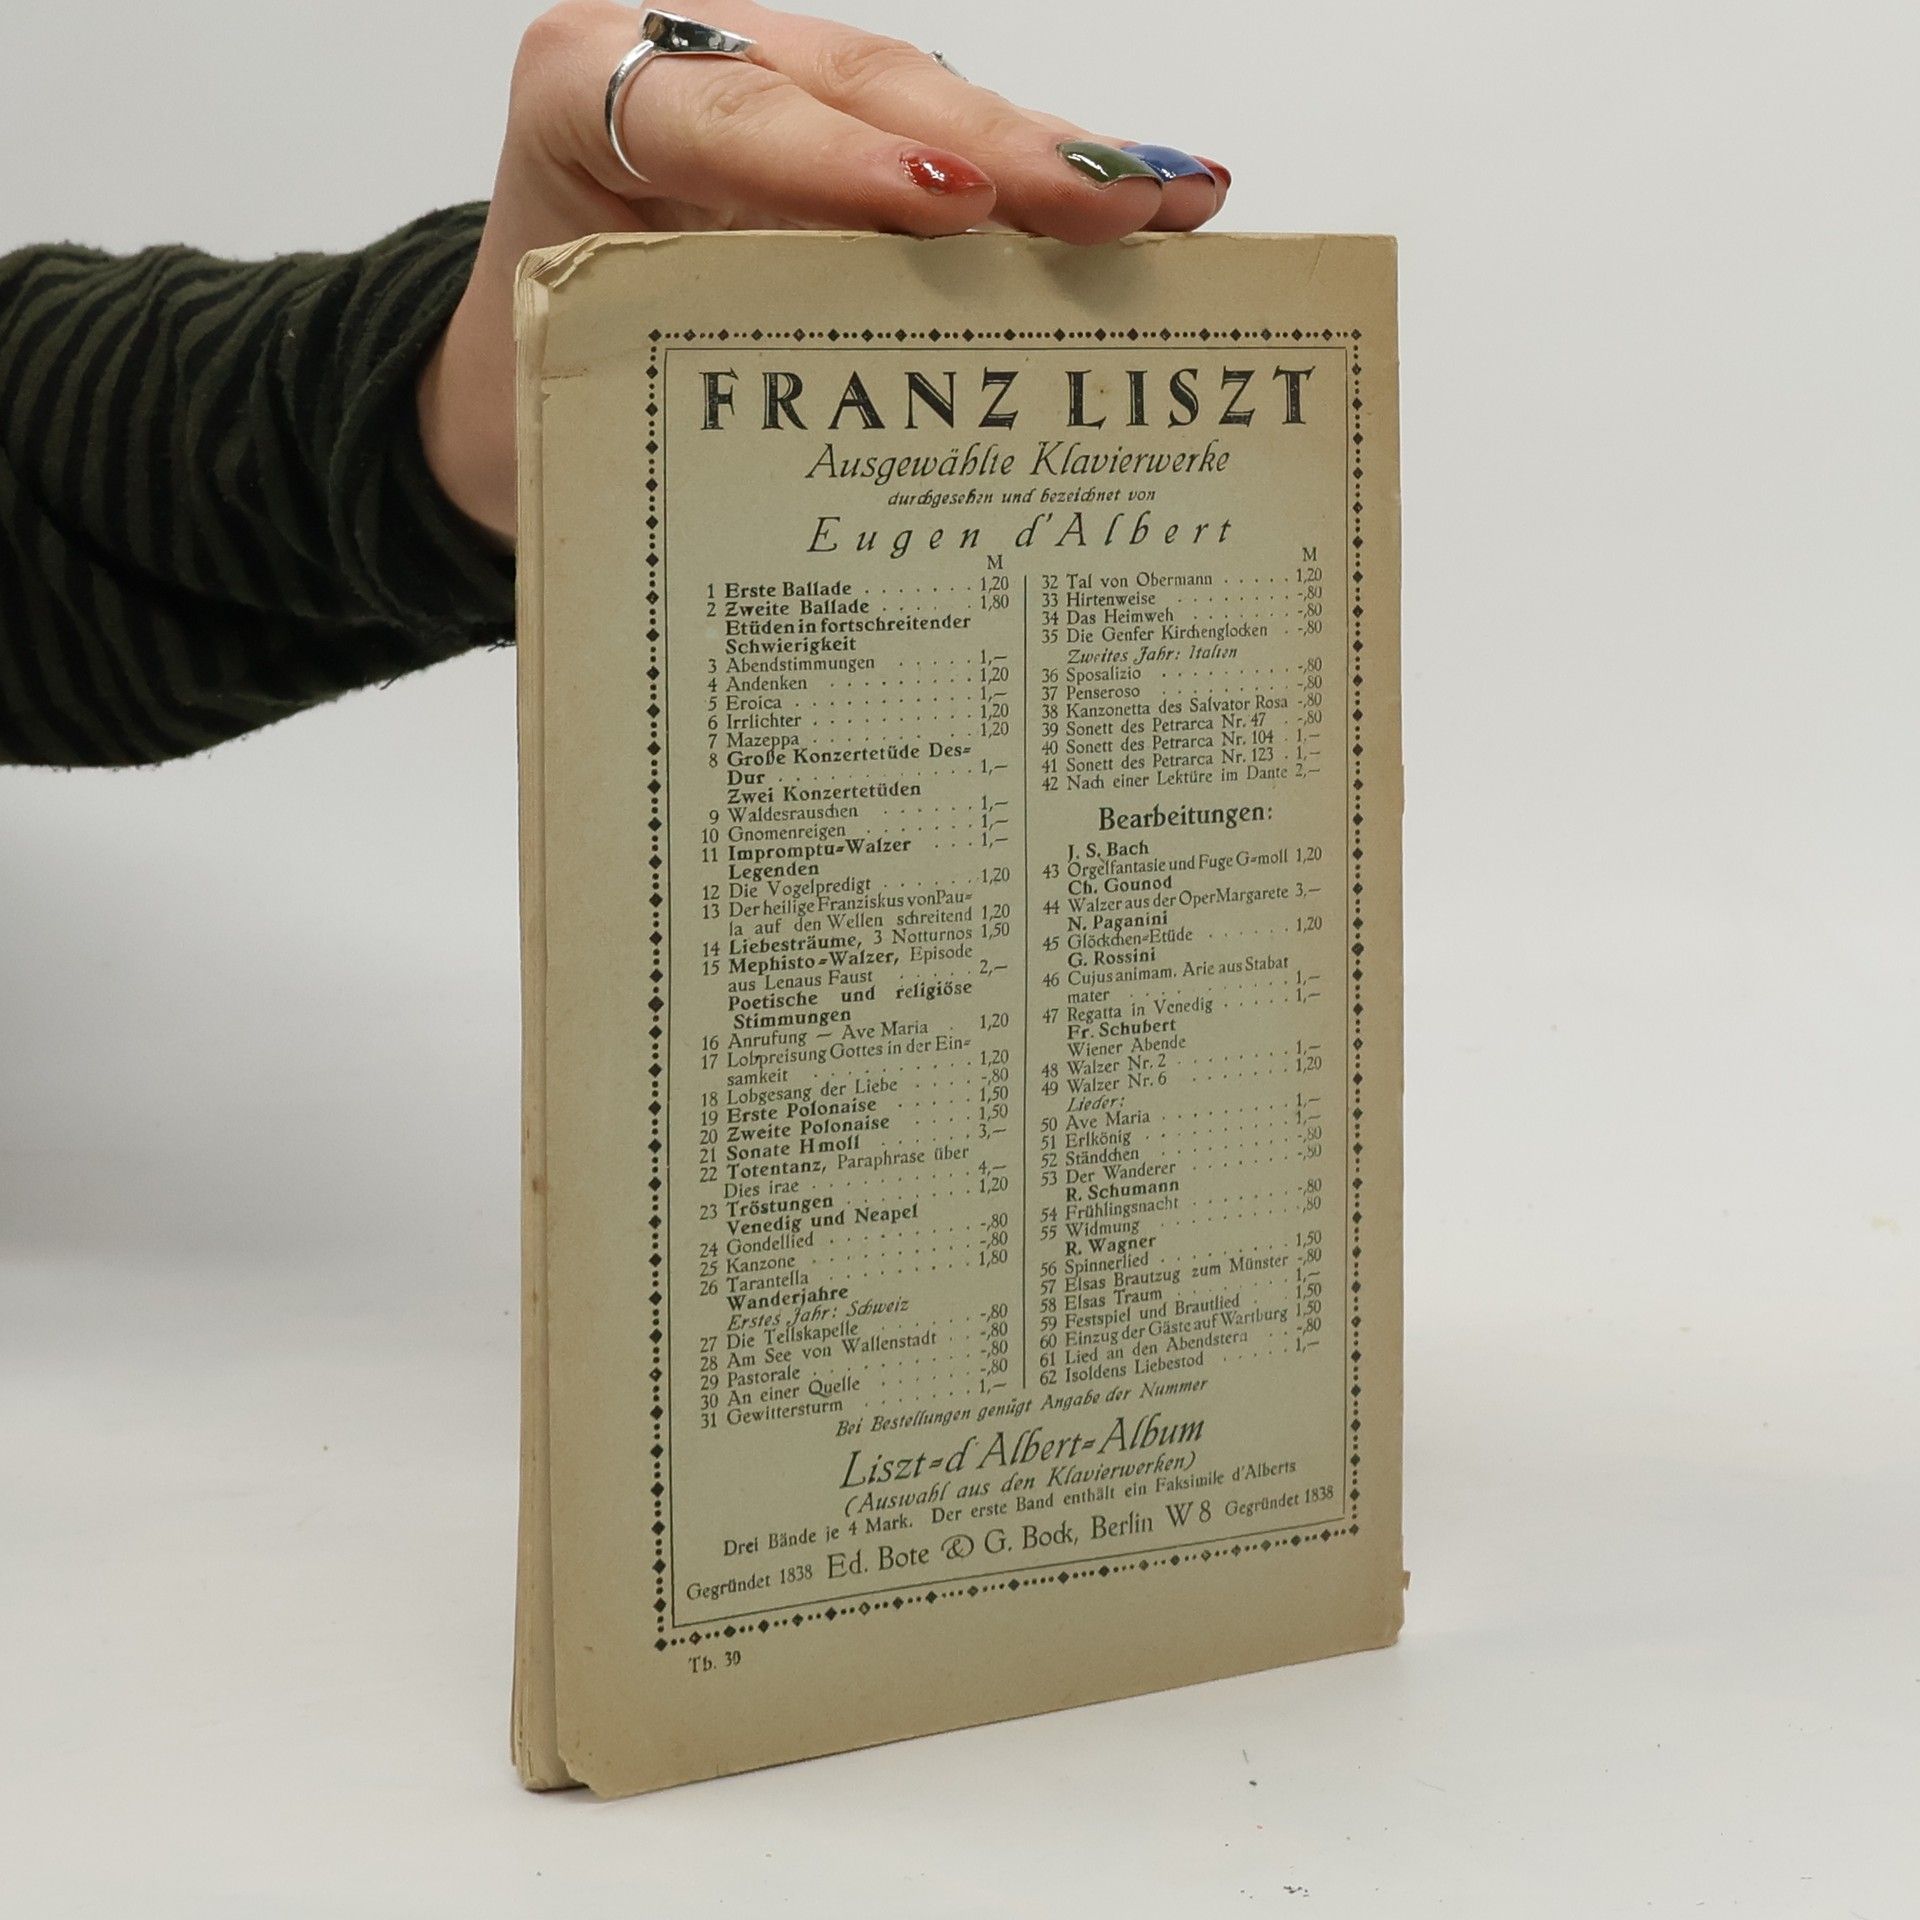 FRANZ LISZT
Ausgewählte Klavierwerke
durchgesehen und bezeichnet von
Eugen d'Albert
M
1 Erste Ballade . . . . . . . 1,20
2 Zweite Ballade . . . . . . 1,80
Etüden in fortschreitender
Schwierigkeit
3 Abendstimmungen . . . . . 1,—
4 Andenken . . . . . . . . 1,20
5 Eroica . . . . . . . . . . 1,—
6 Irrlichter . . . . . . . . . 1,20
7 Mazeppa . . . . . . . . . 1,20
8 Große Konzertetüde Des-
Dur . . . . . . . . . . . 1,—
Zwei Konzertetüden
9 Waldesrauschen . . . . . . 1,—
10 Gnomenreigen . . . . . . . 1,—
11 Impromptu-Walzer . . . 1,—
Legenden
12 Die Vogelpredigt . . . . . . 1,20
13 Der heilige Franziskus von Pau-
la auf den Wellen schreitend 1,20
14 Liebesträume, 3 Notturnos 1,50
15 Mephisto-Walzer, Episode
aus Lenaus Faust . . . . . 2,—
Poetische und religiöse
Stimmungen
16 Anrufung — Ave Maria . 1,20
17 Lobpreisung Gottes in der Ein-
samkeit . . . . . . . . . . 1,20
18 Lobgesang der Liebe . . . . -,80
19 Erste Polonaise . . . . . 1,50
20 Zweite Polonaise . . . . 1,50
21 Sonate H moll . . . . . . 3,—
22 Totentanz, Paraphrase über
Dies irae . . . . . . . . . 4,—
23 Tröstungen . . . . . . . . 1,20
Venedig und Neapel
24 Gondellied . . . . . . . . -,80
25 Kanzone . . . . . . . . . -,80
26 Tarantella . . . . . . . . 1,80
Wanderjahre
Erstes Jahr: Schweiz
27 Die Tellskapelle . . . . . . -,80
28 Am See von Wallenstadt . . -,80
29 Pastorale . . . . . . . . . -,80
30 An einer Quelle . . . . . . -,80
31 Gewittersturm . . . . . . . 1,—
M
32 Tal von Obermann . . . . . 1,20
33 Hirtenweise . . . . . . . . -,80
34 Das Heimweh . . . . . . . -,80
35 Die Genfer Kirchenglocken . -,80
Zweites Jahr: Italien
36 Sposalizio . . . . . . . . . -,80
37 Penseroso . . . . . . . . . -,80
38 Kanzonetta des Salvator Rosa -,80
39 Sonett des Petrarca Nr. 47 . -,80
40 Sonett des Petrarca Nr. 104 . 1,—
41 Sonett des Petrarca Nr. 123 . 1,—
42 Nach einer Lektüre im Dante 2,—
Bearbeitungen:
J. S. Bach
43 Orgelfantasie und Fuge G-moll 1,20
Ch. Gounod
44 Walzer aus der Oper Margarete 3,—
N. Paganini
45 Glöckchen-Etüde . . . . . . 1,20
G. Rossini
46 Cujus animam, Arie aus Stabat
mater . . . . . . . . . . . 1,—
47 Regatta in Venedig . . . . . 1,—
Fr. Schubert
Wiener Abende
48 Walzer Nr. 2 . . . . . . . . 1,—
49 Walzer Nr. 6 . . . . . . . 1,20
Lieder:
50 Ave Maria . . . . . . . . . 1,—
51 Erlkönig . . . . . . . . . . 1,—
52 Ständchen . . . . . . . . . -,80
53 Der Wanderer . . . . . . . -,80
R. Schumann
54 Frühlingsnacht . . . . . . . -,80
55 Widmung . . . . . . . . . -,80
R. Wagner
56 Spinnerlied . . . . . . . . 1,50
57 Elsas Brautzug zum Münster -,80
58 Elsas Traum . . . . . . . . 1,—
59 Festspiel und Brautlied . . 1,50
60 Einzug der Gäste auf Wartburg 1,50
61 Lied an den Abendstern . . -,80
62 Isoldens Liebestod . . . . . 1,—
Bei Bestellungen genügt Angabe der Nummer
Liszt-d'Albert-Album
(Auswahl aus den Klavierwerken)
Drei Bände je 4 Mark. Der erste Band enthält ein Faksimile d'Alberts
Gegründet 1838 Ed. Bote & G. Bock, Berlin W 8 Gegründet 1838
Tb. 30